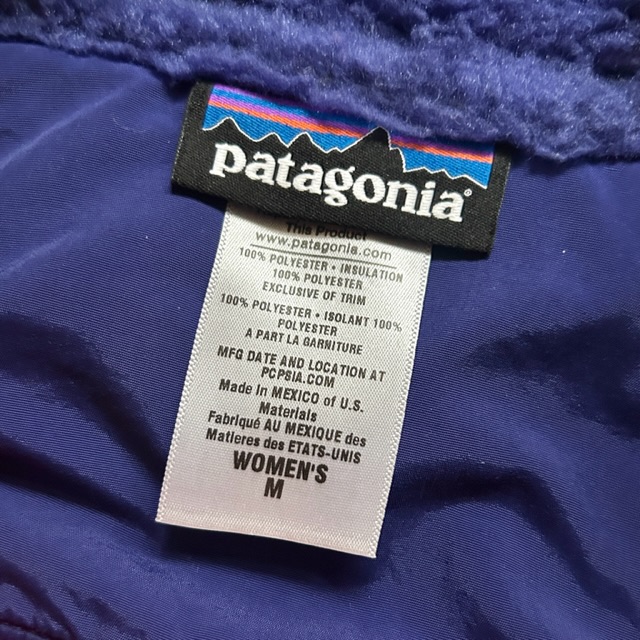 patagonia®
This Product
www.patagonia.com
100% POLYESTER • INSULATION
100% POLYESTER
EXCLUSIVE OF TRIM
100% POLYESTER • ISOLANT 100%
POLYESTER
A PART LA GARNITURE
MFG DATE AND LOCATION AT
PCPSIA.COM
Made in MEXICO of U.S.
Materials
Fabriqué AU MEXIQUE des
Matieres des ETATS-UNIS
WOMEN'S
M